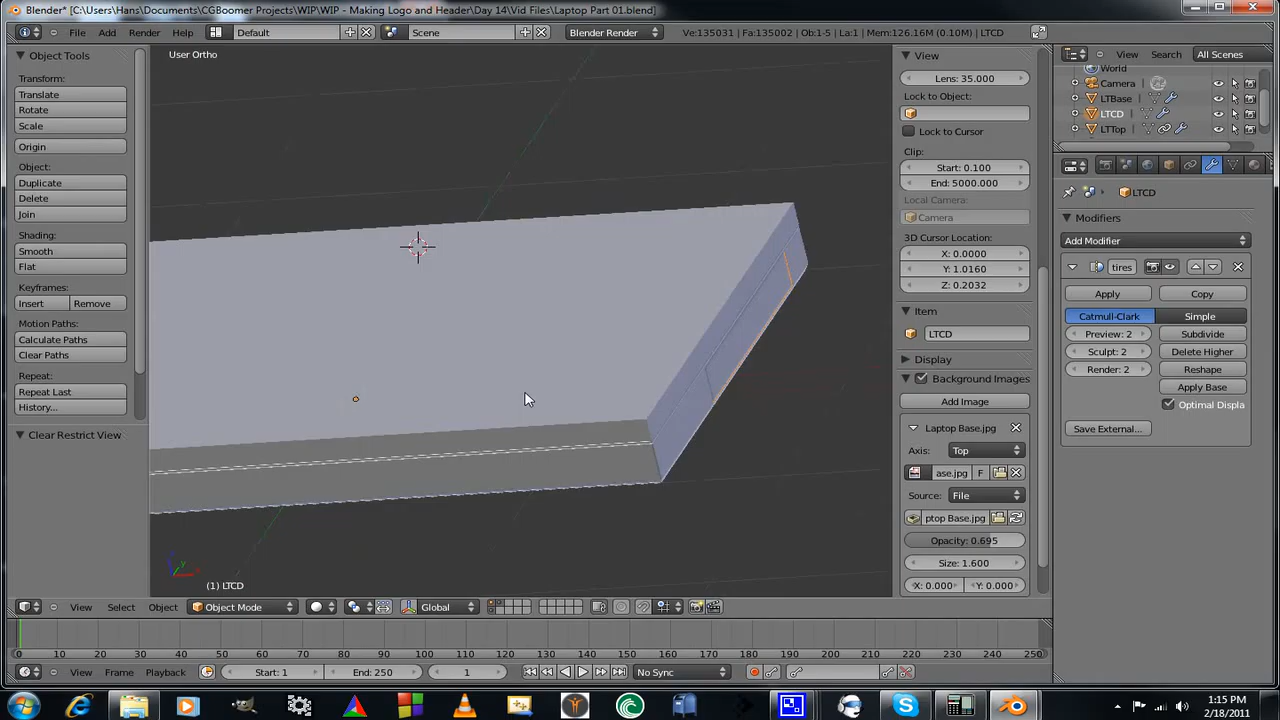 Blender* [C:\Users\Hans\Documents\CGBoomer Projects\WIP\WIP - Making Logo and Header\Day 14\Vid Files\Laptop Part 01.blend]
File Add Render Help Default Scene Blender Render Ve:135031 | Fa:135002 | Ob:1-5 | La:1 | Mem:126.16M (0.10M) | LTCD
Object Tools
Transform:
Translate
Rotate
Scale
Origin
Object:
Duplicate
Delete
Join
Shading:
Smooth
Flat
Keyframes:
Insert Remove
Motion Paths:
Calculate Paths
Clear Paths
Repeat:
Repeat Last
History...
Clear Restrict View
User Ortho
(1) LTCD
View
Lens: 35.000
Lock to Object:
Lock to Cursor
Clip:
Start: 0.100
End: 5000.000
Local Camera:
Camera
3D Cursor Location:
X: 0.0000
Y: 1.0160
Z: 0.2032
Item
LTCD
Display
Background Images
Add Image
Laptop Base.jpg
Axis: Top
ase.jpg F
Source: File
ptop Base.jpg
Opacity: 0.695
Size: 1.600
X: 0.000 Y: 0.000
View Search All Scenes
World
Camera
LTBase
LTCD
LTTop
LTCD
Modifiers
Add Modifier
tires
Apply Copy
Catmull-Clark Simple
Preview: 2 Subdivide
Sculpt: 2 Delete Higher
Render: 2 Reshape
Apply Base
Optimal Displa
Save External...
View Select Object Object Mode Global
0 10 20 30 40 50 60 70 80 90 100 110 120 130 140 150 160 170 180 190 200 210 220 230 240 250
View Frame Playback Start: 1 End: 250 1 No Sync
1:15 PM
2/18/2011